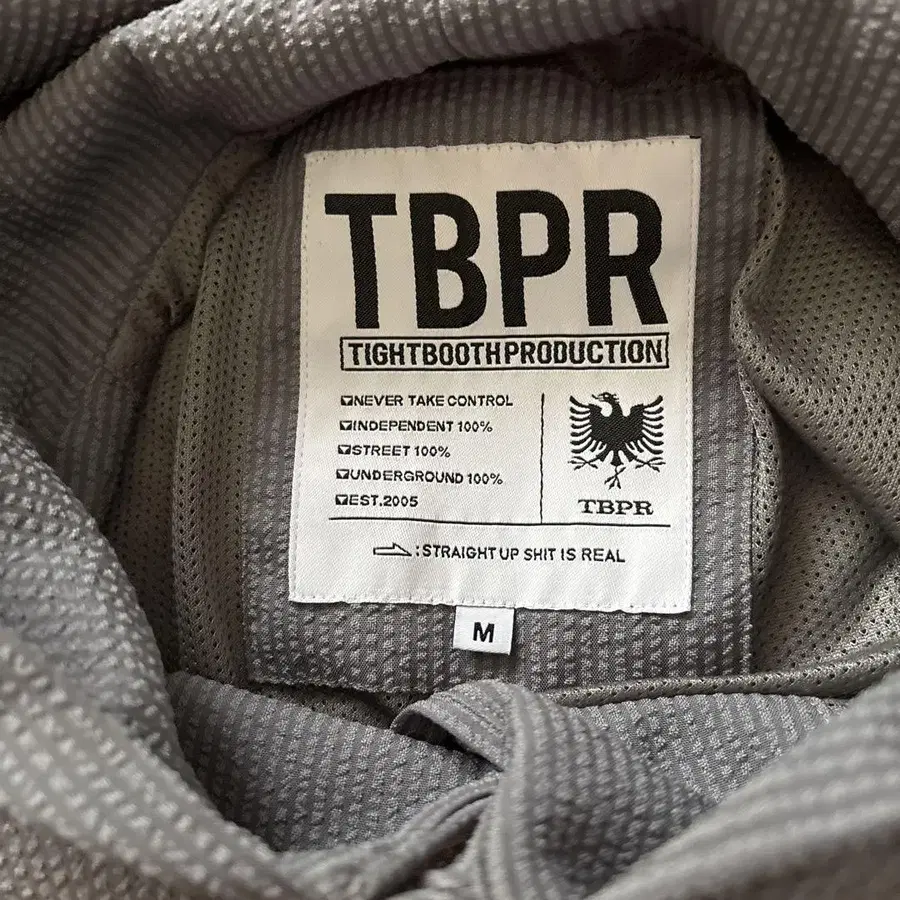 TBPR
TIGHTBOOTHPRODUCTION
NEVER TAKE CONTROL
INDEPENDENT 100%
STREET 100%
UNDERGROUND 100%
EST.2005
TBPR
:STRAIGHT UP SHIT IS REAL
M